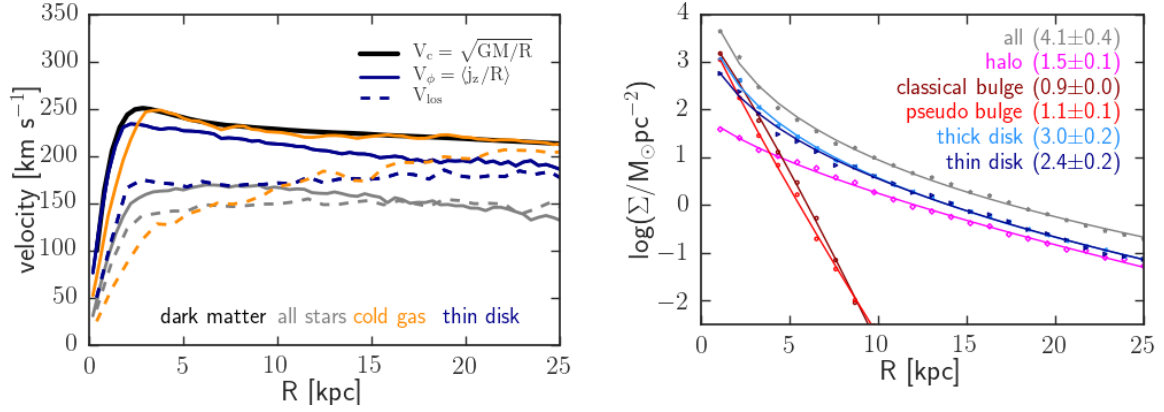 350
300
250
200
150
100
50
0
velocity [km s⁻¹]
V_c = √GM/R
V_ϕ = ⟨j_z/R⟩
V_los
dark matter all stars cold gas thin disk
0 5 10 15 20 25
R [kpc]
4
3
2
1
0
−1
−2
log(Σ/M_⊙pc⁻²)
all (4.1±0.4)
halo (1.5±0.1)
classical bulge (0.9±0.0)
pseudo bulge (1.1±0.1)
thick disk (3.0±0.2)
thin disk (2.4±0.2)
0 5 10 15 20 25
R [kpc]